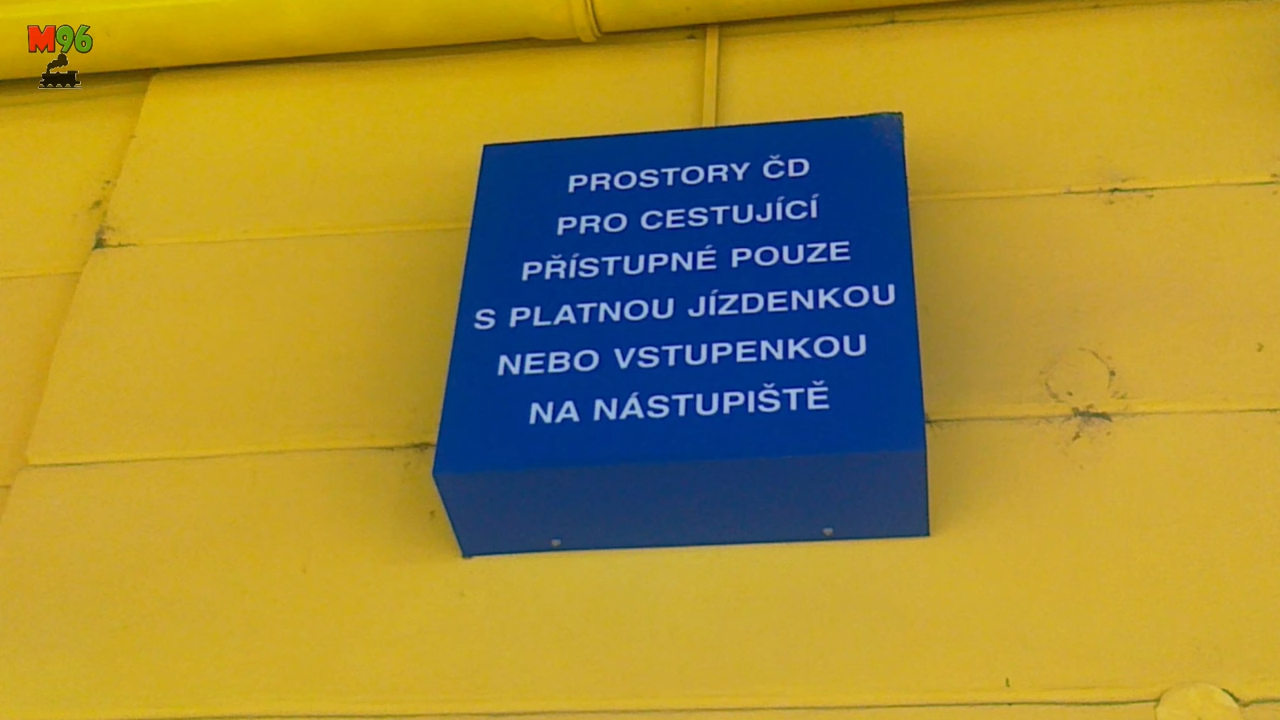 M96
PROSTORY ČD
PRO CESTUJÍCÍ
PŘÍSTUPNÉ POUZE
S PLATNOU JÍZDENKOU
NEBO VSTUPENKOU
NA NÁSTUPIŠTĚ